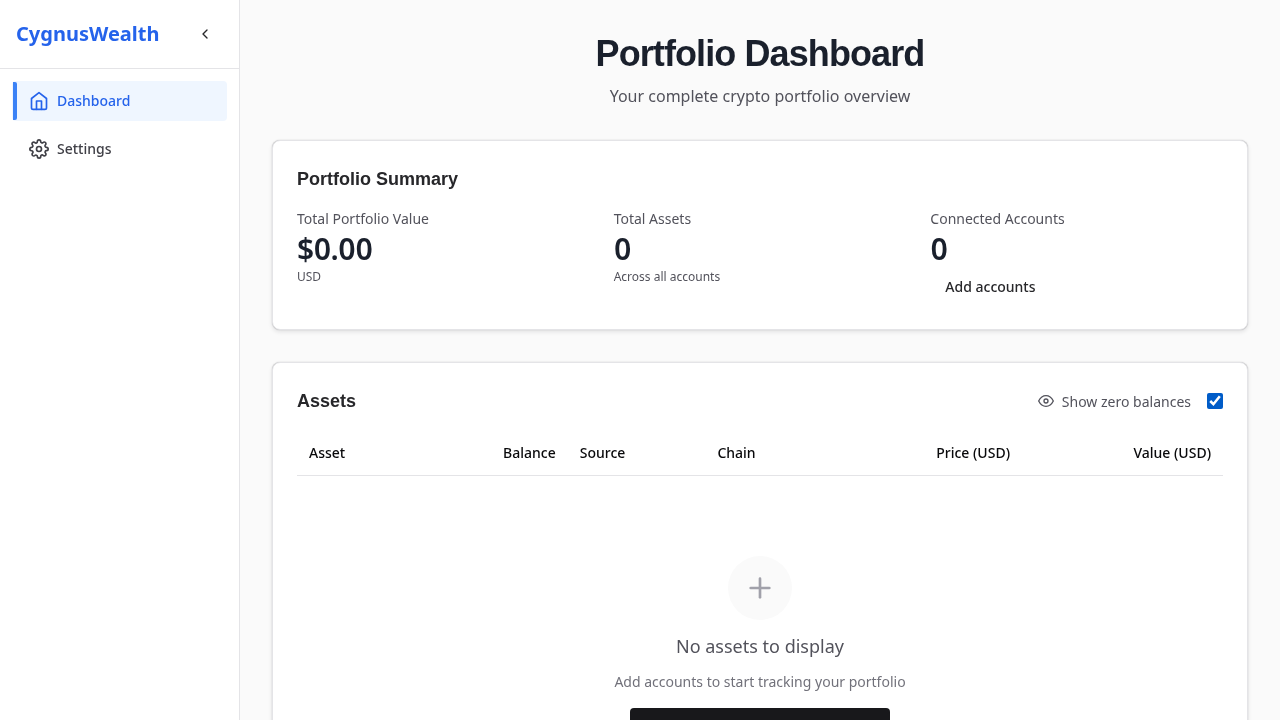 CygnusWealth
Dashboard
Settings
Portfolio Dashboard
Your complete crypto portfolio overview
Portfolio Summary
Total Portfolio Value
$0.00
USD
Total Assets
0
Across all accounts
Connected Accounts
0
Add accounts
Assets
Show zero balances
Asset Balance Source Chain Price (USD) Value (USD)
No assets to display
Add accounts to start tracking your portfolio